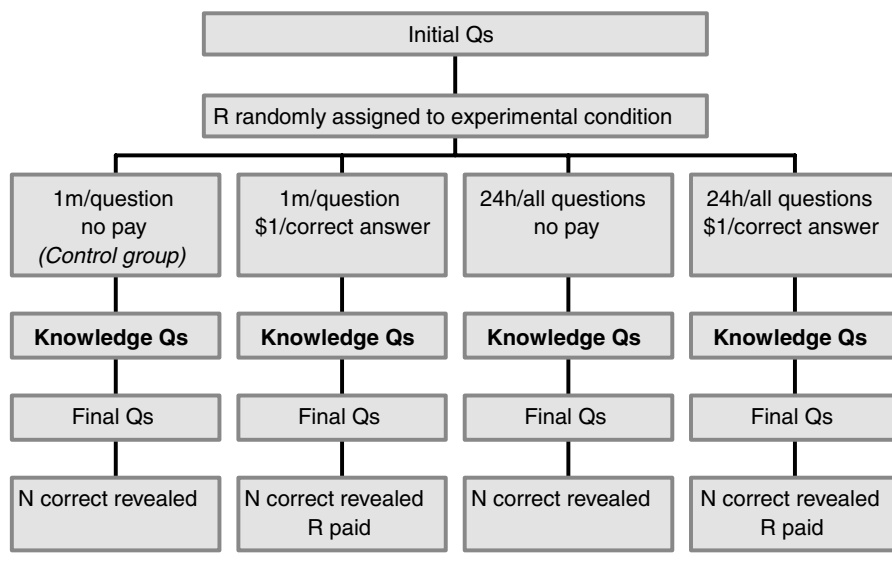 Initial Qs
R randomly assigned to experimental condition
1m/question
no pay
(Control group)
1m/question
$1/correct answer
24h/all questions
no pay
24h/all questions
$1/correct answer
Knowledge Qs
Knowledge Qs
Knowledge Qs
Knowledge Qs
Final Qs
Final Qs
Final Qs
Final Qs
N correct revealed
N correct revealed
R paid
N correct revealed
N correct revealed
R paid